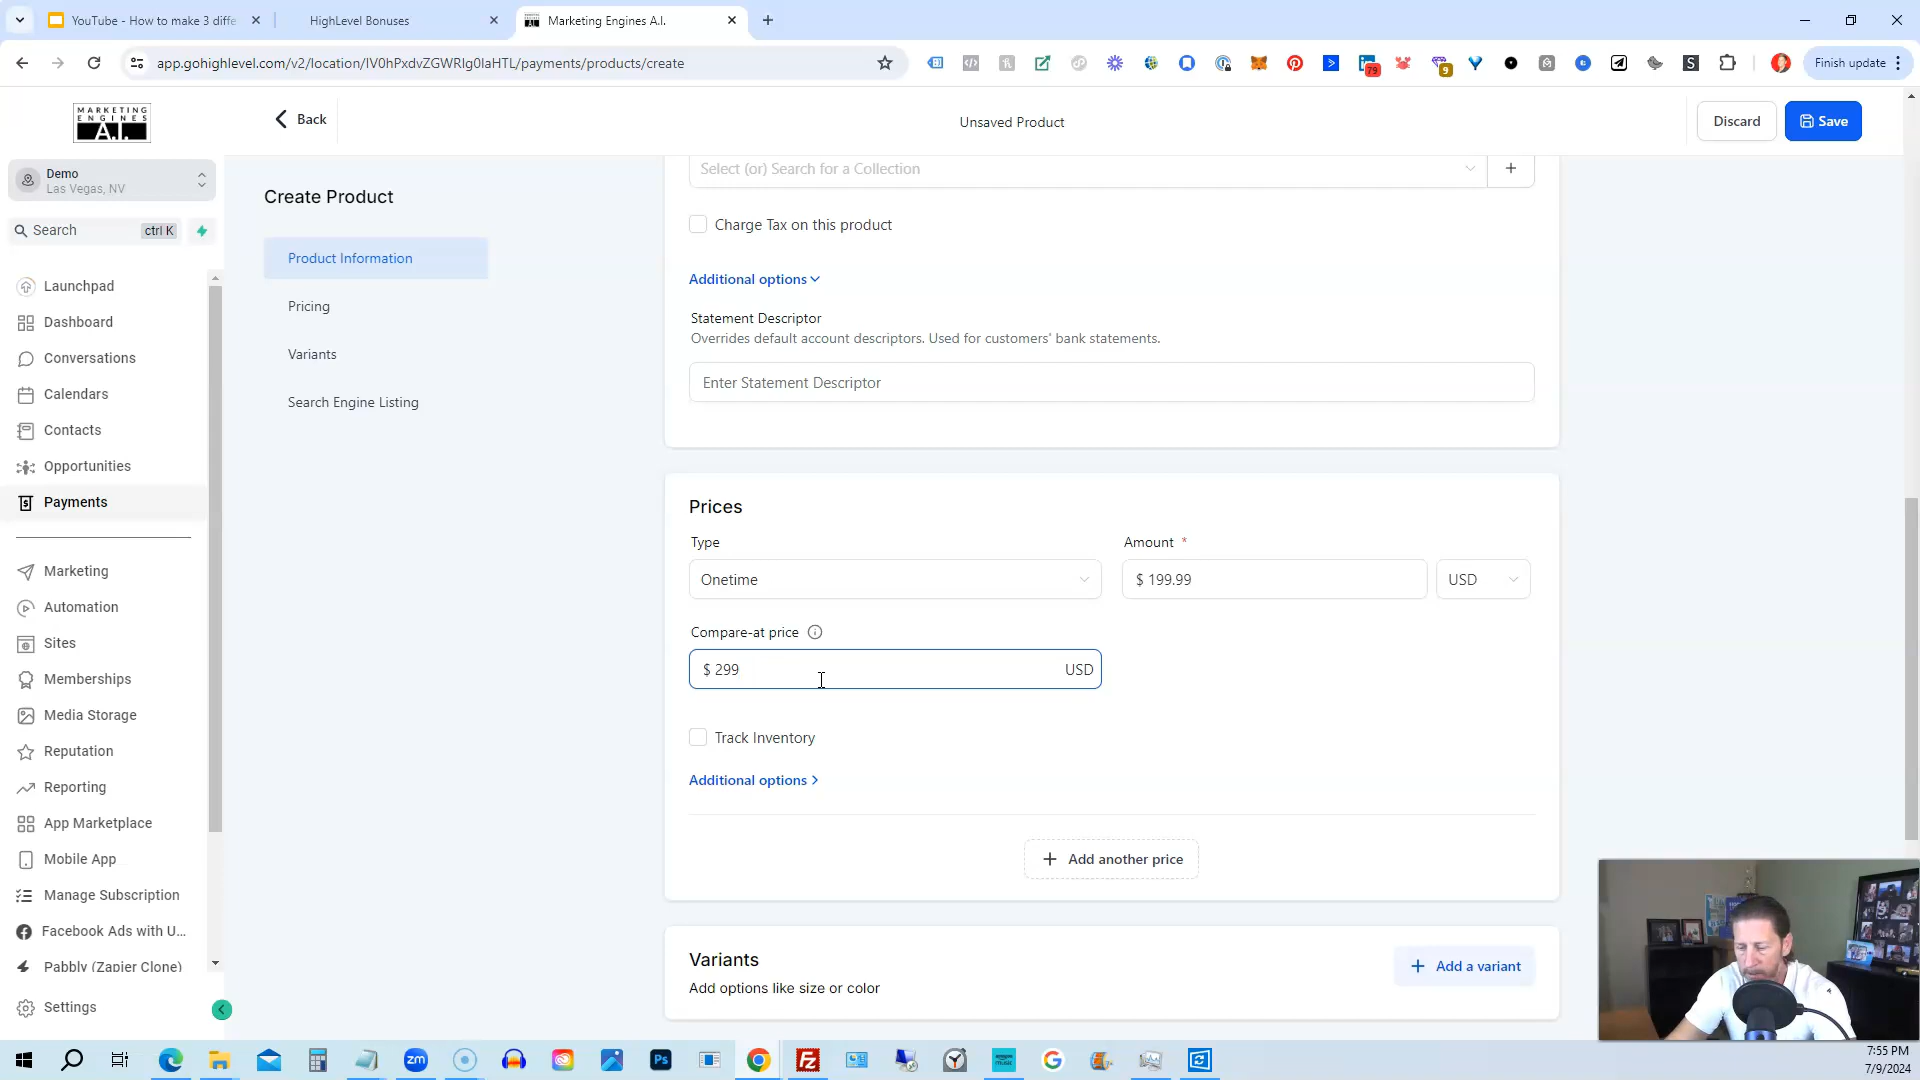 YouTube - How to make 3 diffe
HighLevel Bonuses
Marketing Engines A.I.
app.gohighlevel.com/v2/location/lV0hPxdvZGWRlg0laHTL/payments/products/create
79
9
Finish update
MARKETING
ENGINES
A.I.
Back
Unsaved Product
Discard
Save
Demo
Las Vegas, NV
Search
ctrl K
Launchpad
Dashboard
Conversations
Calendars
Contacts
Opportunities
Payments
Marketing
Automation
Sites
Memberships
Media Storage
Reputation
Reporting
App Marketplace
Mobile App
Manage Subscription
Facebook Ads with U...
Pabbly (Zapier Clone)
Settings
Create Product
Product Information
Pricing
Variants
Search Engine Listing
Select (or) Search for a Collection
Charge Tax on this product
Additional options
Statement Descriptor
Overrides default account descriptors. Used for customers' bank statements.
Enter Statement Descriptor
Prices
Type
Amount *
Onetime
$ 199.99
USD
Compare-at price
$ 299
USD
Track Inventory
Additional options
Add another price
Variants
Add options like size or color
Add a variant
7:55 PM
7/9/2024